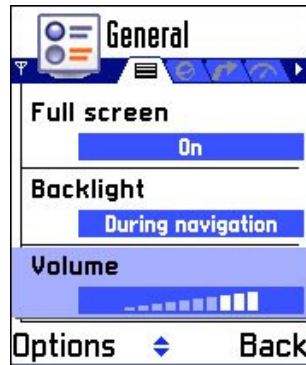 General
Full screen
On
Backlight
During navigation
Volume
Options
Back